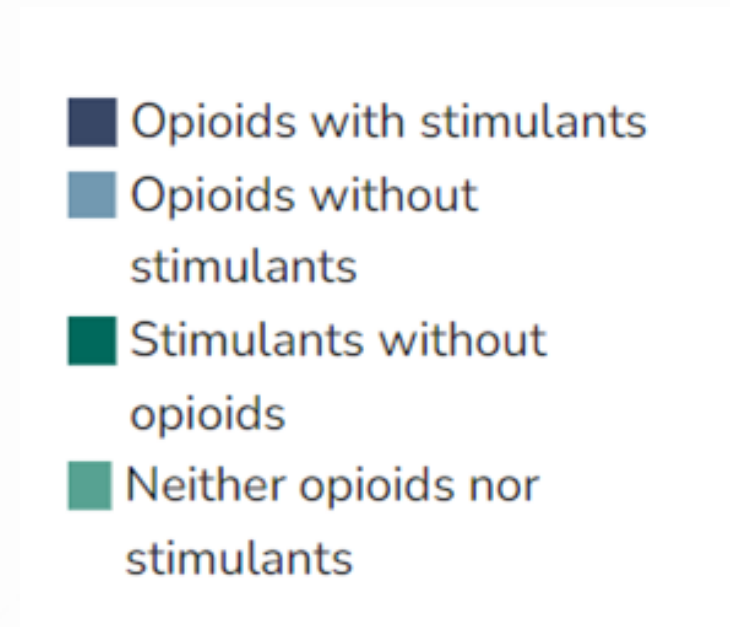 Opioids with stimulants
Opioids without
stimulants
Stimulants without
opioids
Neither opioids nor
stimulants